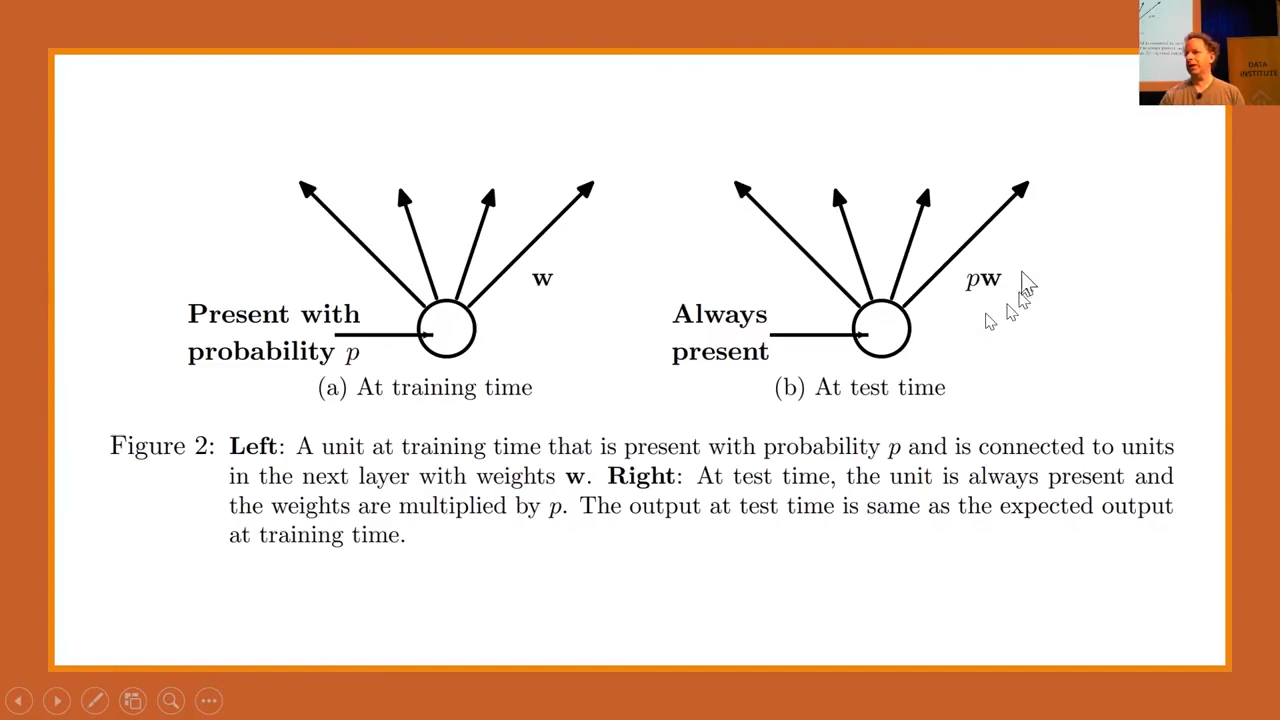 DATA
INSTITUTE
w
pw
Present with
probability p
Always
present
(a) At training time
(b) At test time
Figure 2: Left: A unit at training time that is present with probability p and is connected to units
in the next layer with weights w. Right: At test time, the unit is always present and
the weights are multiplied by p. The output at test time is same as the expected output
at training time.